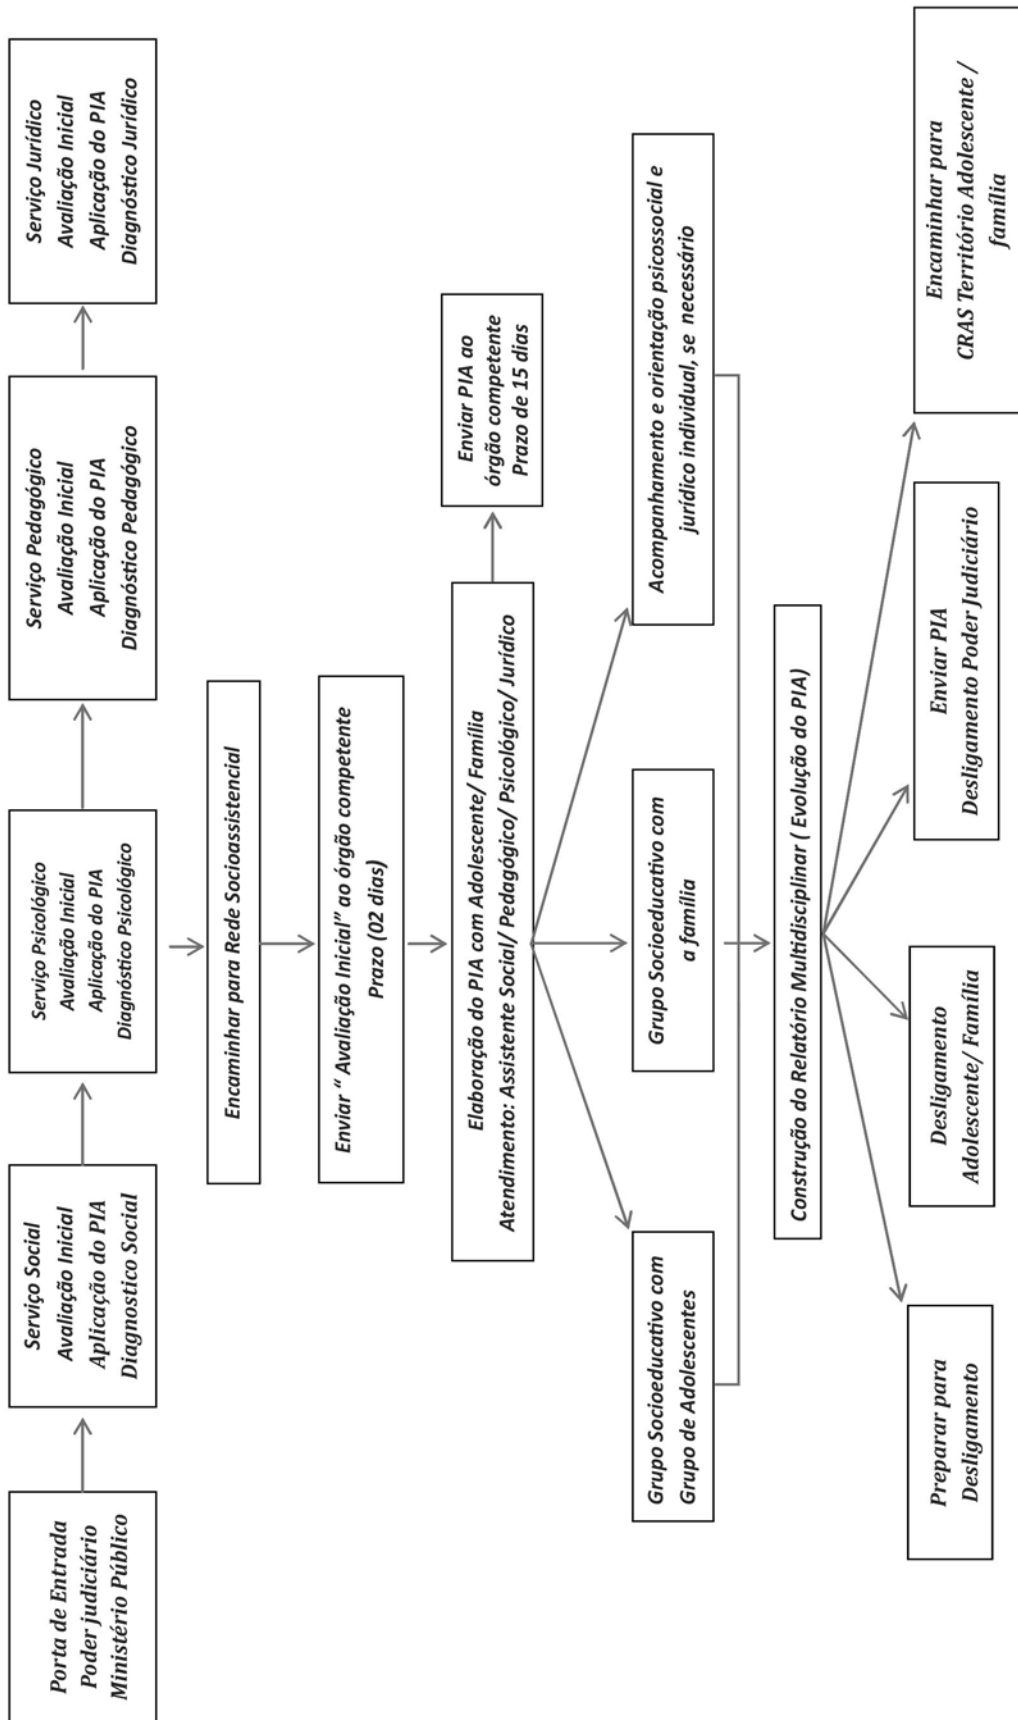 Porta de Entrada
Poder judiciário
Ministério Público
Serviço Social
Avaliação Inicial
Aplicação do PIA
Diagnostico Social
Serviço Psicológico
Avaliação Inicial
Aplicação do PIA
Diagnóstico Psicológico
Serviço Pedagógico
Avaliação Inicial
Aplicação do PIA
Diagnóstico Pedagógico
Serviço Jurídico
Avaliação Inicial
Aplicação do PIA
Diagnóstico Jurídico
Encaminhar para Rede Socioassistencial
Enviar “ Avaliação Inicial” ao órgão competente
Prazo (02 dias)
Elaboração do PIA com Adolescente/ Família
Atendimento: Assistente Social/ Pedagógico/ Psicológico/ Jurídico
Enviar PIA ao
órgão competente
Prazo de 15 dias
Grupo Socioeducativo com
Grupo de Adolescentes
Grupo Socioeducativo com
a família
Acompanhamento e orientação psicossocial e
jurídico individual, se necessário
Construção do Relatório Multidisciplinar ( Evolução do PIA)
Preparar para
Desligamento
Desligamento
Adolescente/ Família
Enviar PIA
Desligamento Poder Judiciário
Encaminhar para
CRAS Território Adolescente /
família